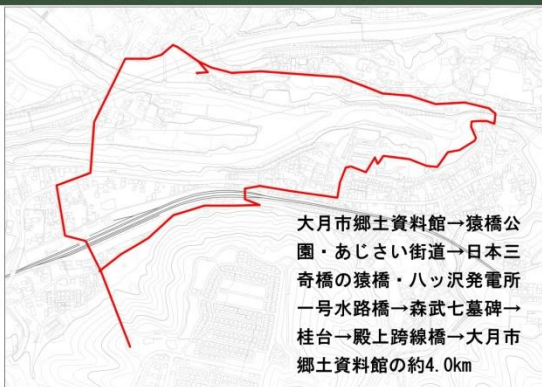 大月市郷土資料館→猿橋公
園・あじさい街道→日本三
奇橋の猿橋・八ッ沢発電所
一号水路橋→森武七墓碑→
桂台→殿上跨線橋→大月市
郷土資料館の約4.0km